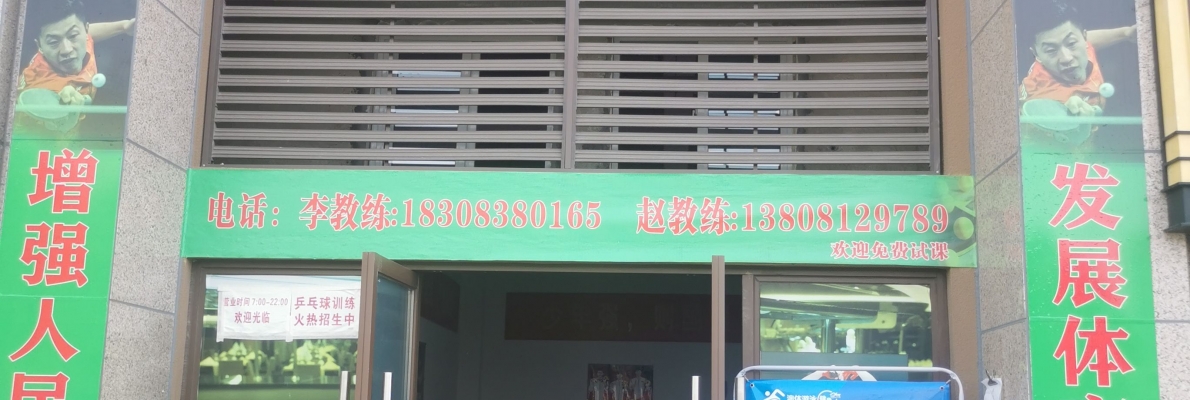 增强人民
发展体
电话：李教练:18308380165 赵教练:13808129789
欢迎免费试课
营业时间 7:00~22:00
欢迎光临
乒乓球训练
火热招生中